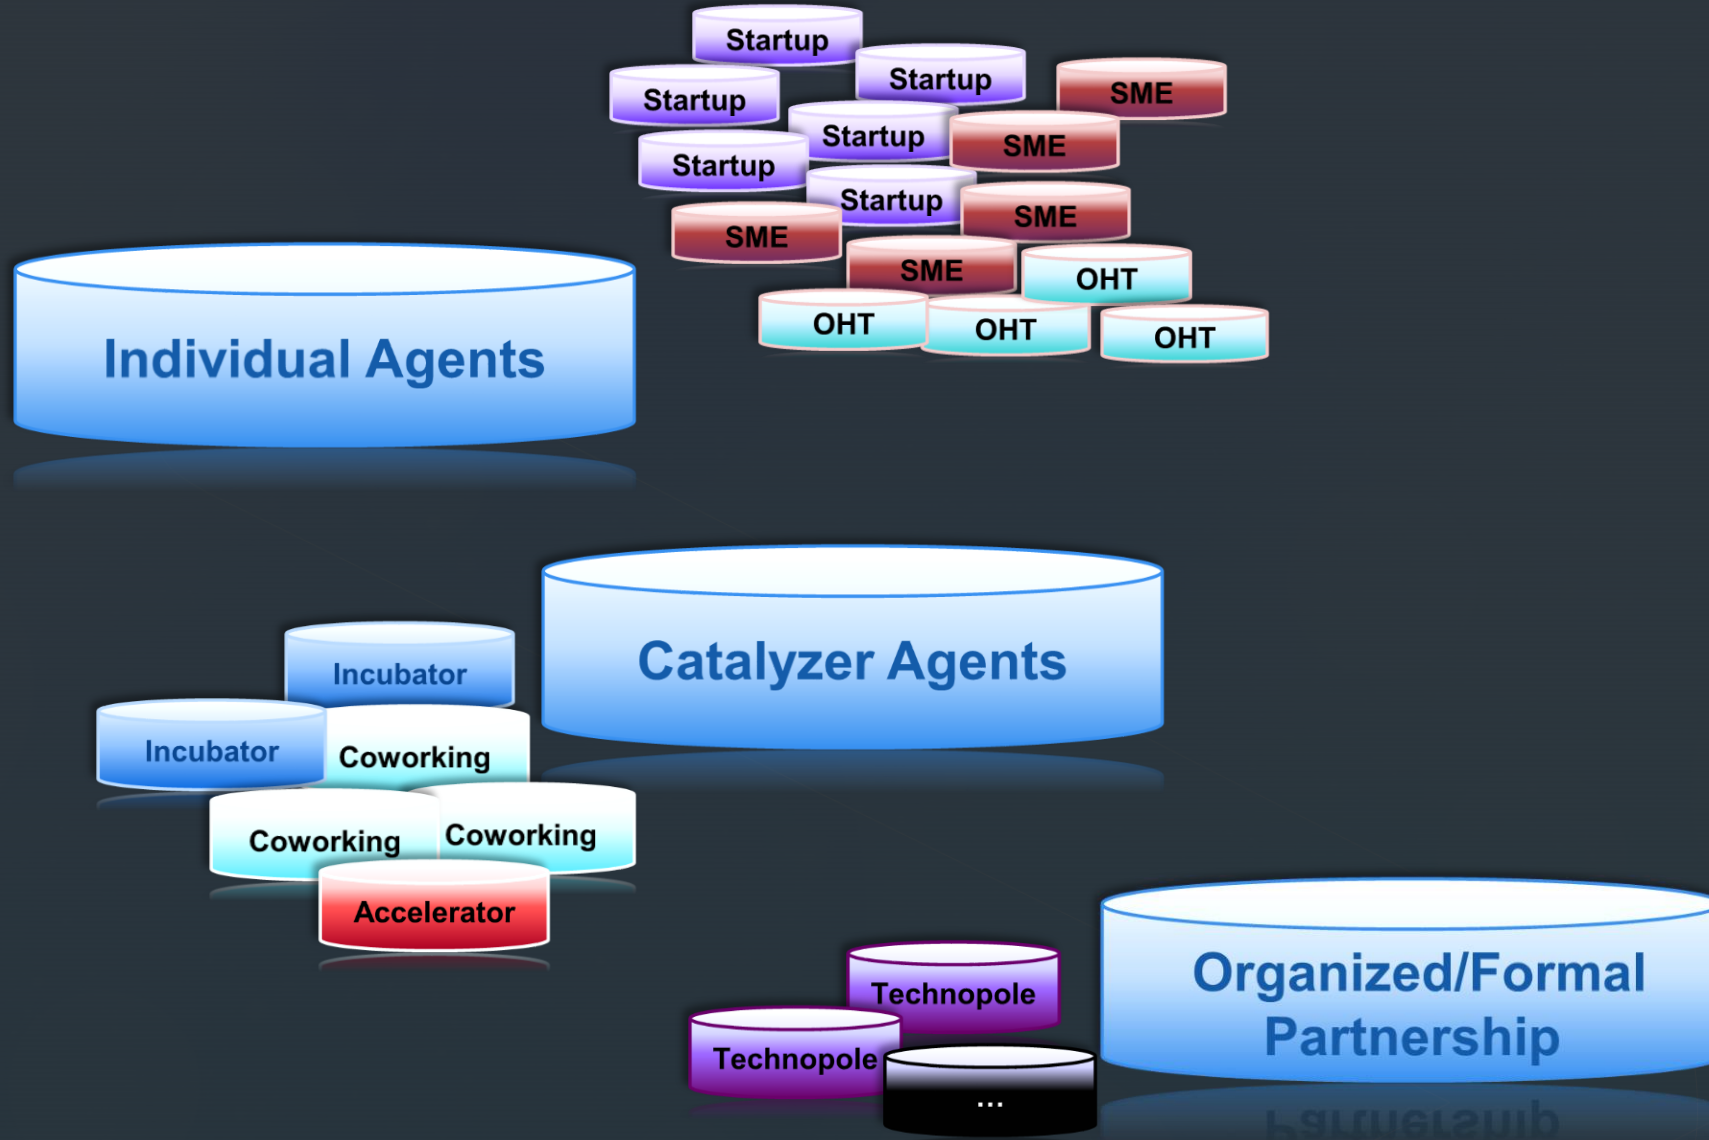 Startup
Startup
SME
Startup
Startup
SME
Startup
Startup
SME
SME
SME
OHT
OHT
OHT
OHT
Individual Agents
Catalyzer Agents
Incubator
Incubator
Coworking
Coworking
Coworking
Accelerator
Organized/Formal
Partnership
Technopole
Technopole
...